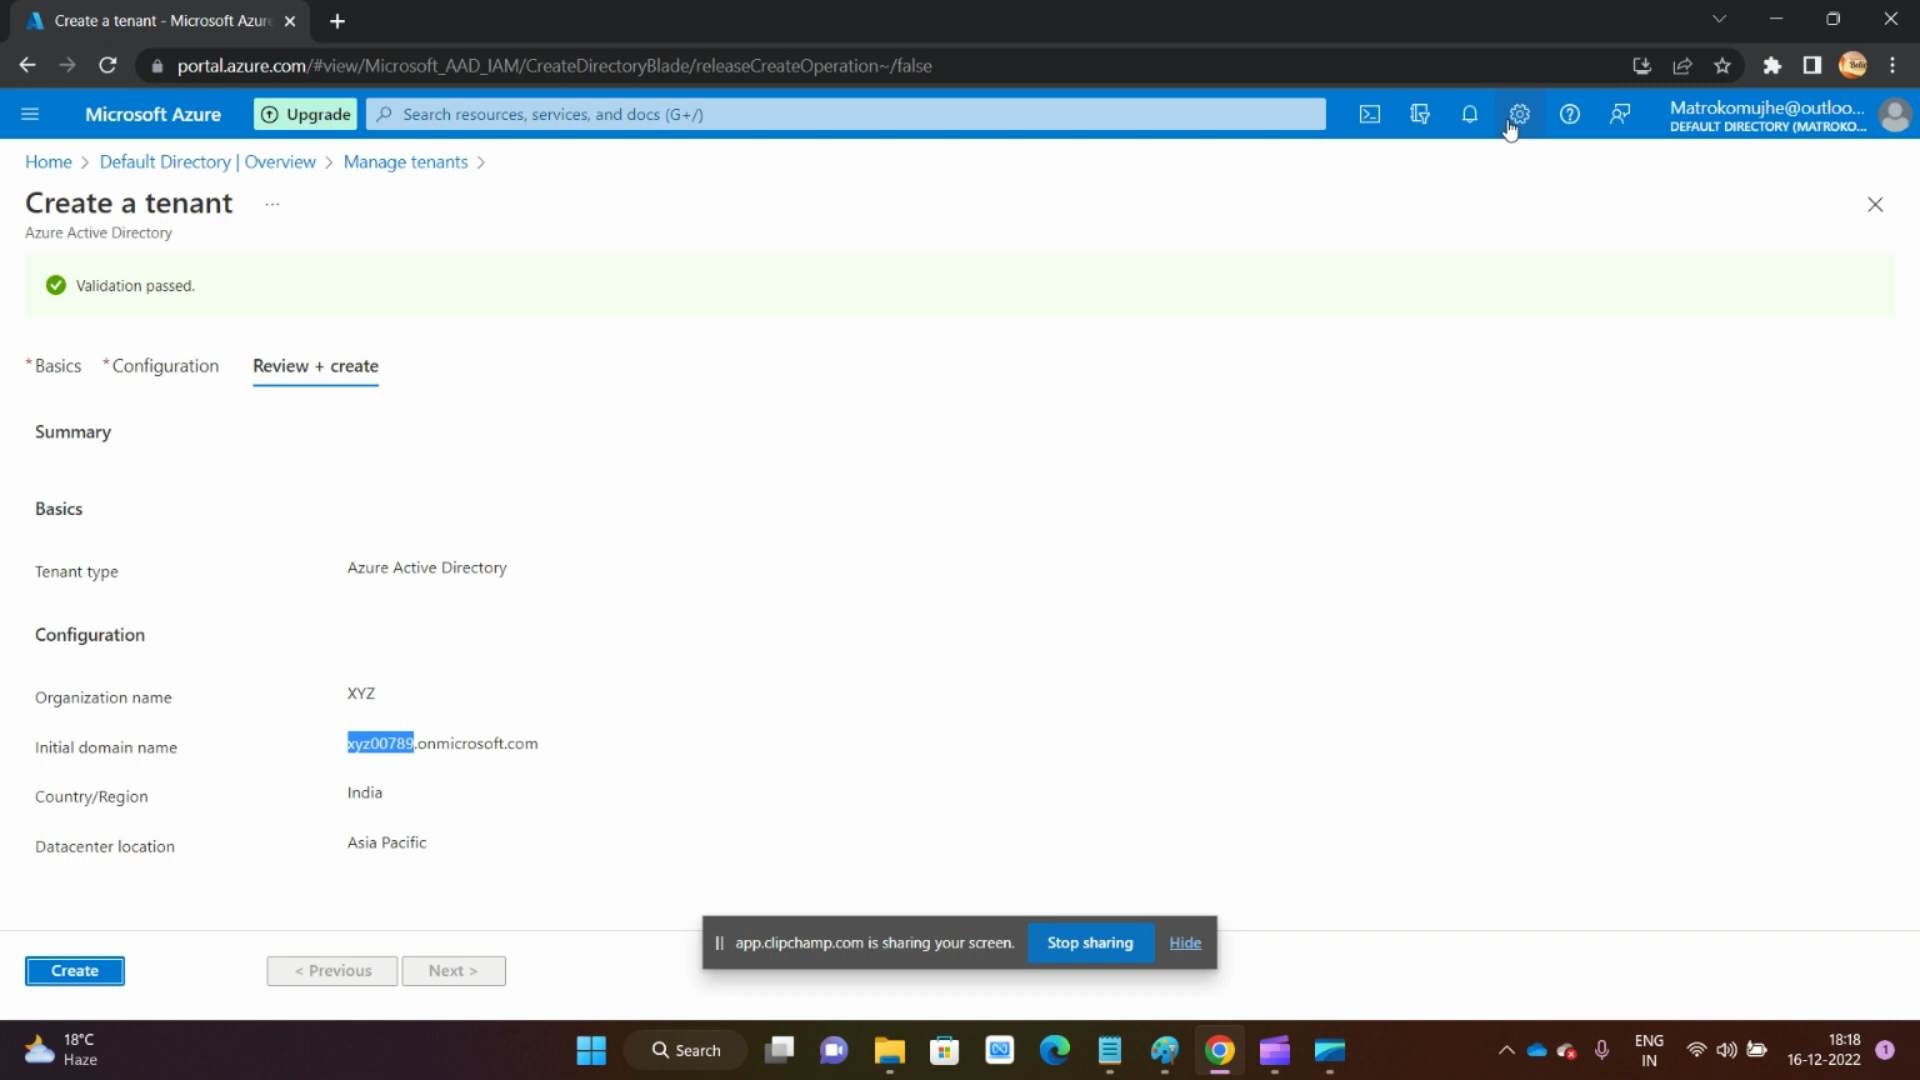 Create a tenant - Microsoft Azure
portal.azure.com/#view/Microsoft_AAD_IAM/CreateDirectoryBlade/releaseCreateOperation~/false
Microsoft Azure
Upgrade
Search resources, services, and docs (G+/)
Matrokomujhe@outloo...
DEFAULT DIRECTORY (MATROKO...
Home > Default Directory | Overview > Manage tenants >
Create a tenant ...
Azure Active Directory
Validation passed.
* Basics * Configuration Review + create
Summary
Basics
Tenant type Azure Active Directory
Configuration
Organization name XYZ
Initial domain name xyz00789.onmicrosoft.com
Country/Region India
Datacenter location Asia Pacific
app.clipchamp.com is sharing your screen. Stop sharing Hide
Create < Previous Next >
18°C
Haze
Search
ENG
IN
18:18
16-12-2022
1